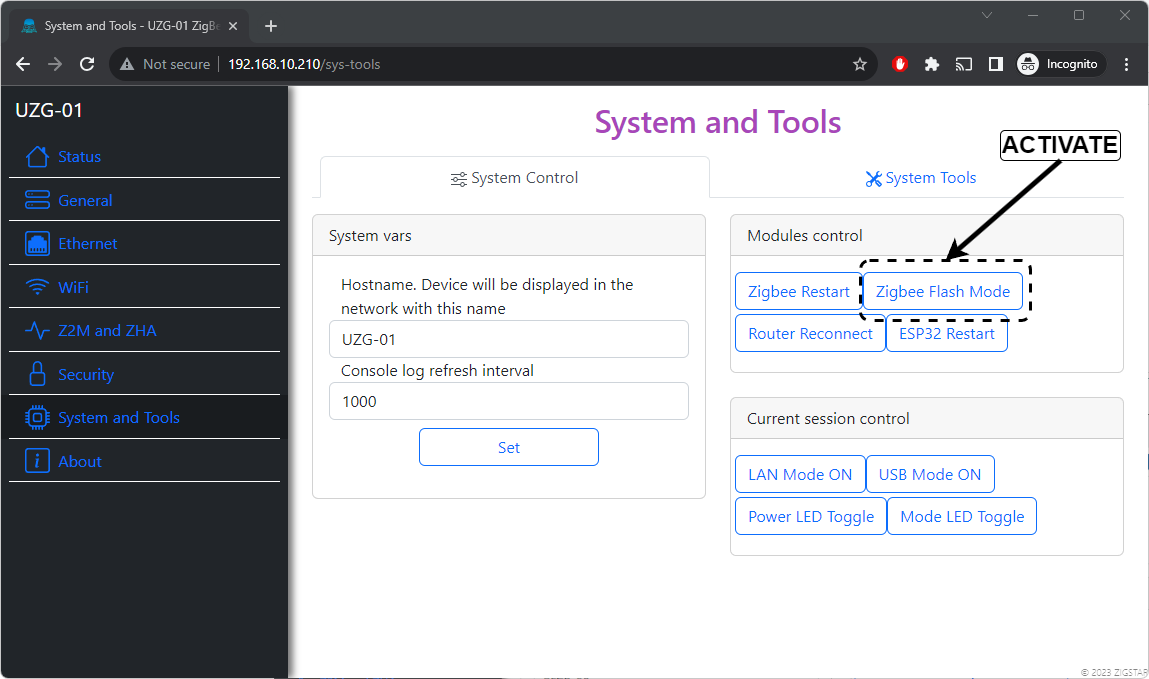 System and Tools - UZG-01 ZigBe
Not secure 192.168.10.210/sys-tools
Incognito
UZG-01
Status
General
Ethernet
WiFi
Z2M and ZHA
Security
System and Tools
About
System and Tools
ACTIVATE
System Control
System Tools
System vars
Hostname. Device will be displayed in the
network with this name
UZG-01
Console log refresh interval
1000
Set
Modules control
Zigbee Restart
Zigbee Flash Mode
Router Reconnect
ESP32 Restart
Current session control
LAN Mode ON
USB Mode ON
Power LED Toggle
Mode LED Toggle
© 2023 ZIGSTAR